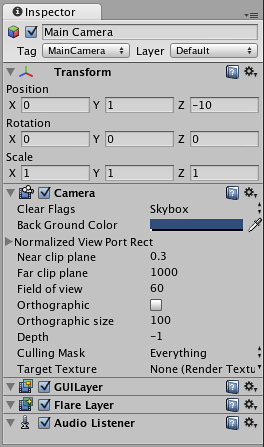 Inspector
Main Camera
Tag MainCamera Layer Default
Transform
Position
X 0 Y 1 Z -10
Rotation
X 0 Y 0 Z 0
Scale
X 1 Y 1 Z 1
Camera
Clear Flags Skybox
Back Ground Color
Normalized View Port Rect
Near clip plane 0.3
Far clip plane 1000
Field of view 60
Orthographic
Orthographic size 100
Depth -1
Culling Mask Everything
Target Texture None (Render Textu
GUILayer
Flare Layer
Audio Listener